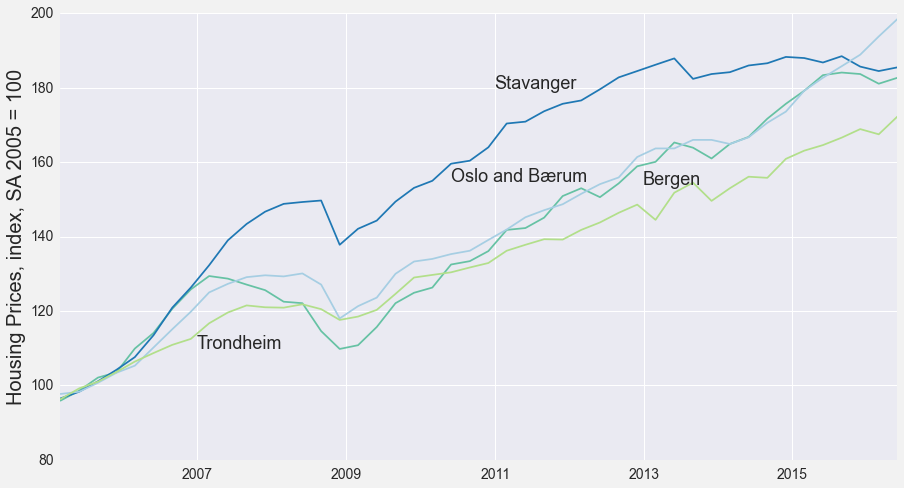 Housing Prices, index, SA 2005 = 100
200
180
160
140
120
100
80
Stavanger
Oslo and Bærum
Bergen
Trondheim
2007
2009
2011
2013
2015